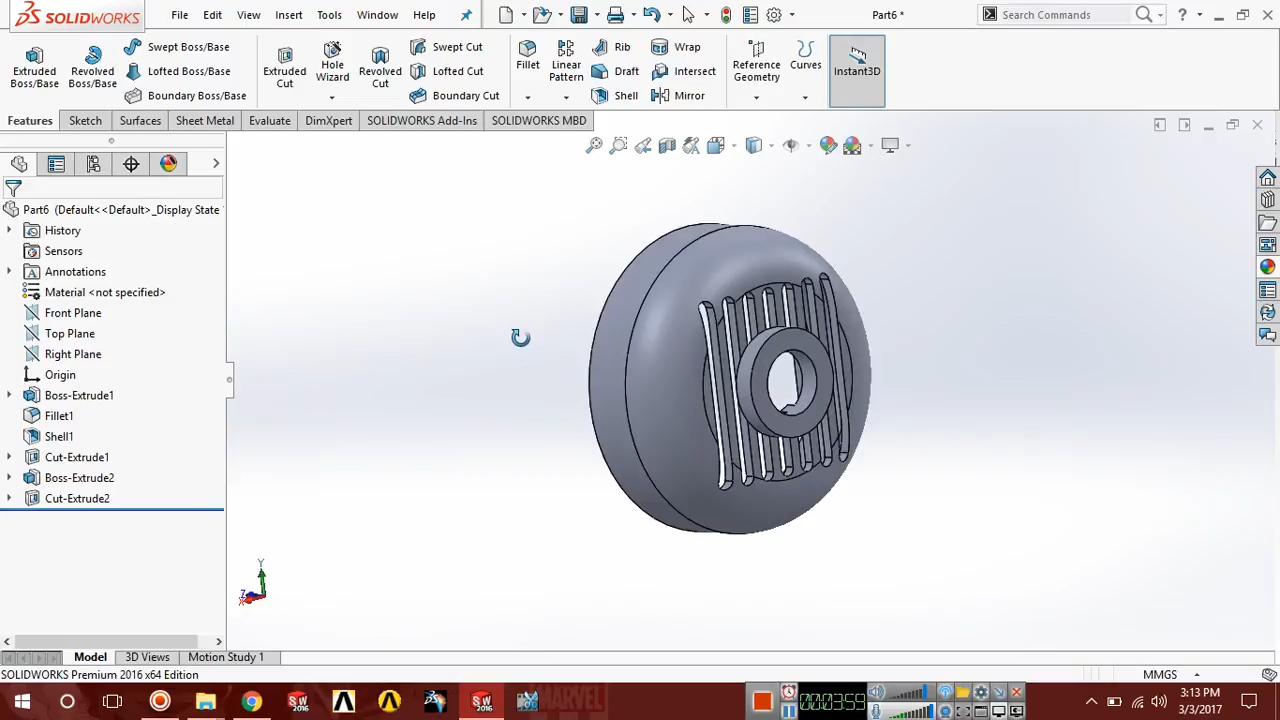 SOLIDWORKS File Edit View Insert Tools Window Help Part6 * Search Commands
Extruded Boss/Base Revolved Boss/Base Swept Boss/Base Lofted Boss/Base Boundary Boss/Base Extruded Cut Hole Wizard Revolved Cut Swept Cut Lofted Cut Boundary Cut Fillet Linear Pattern Rib Draft Shell Wrap Intersect Mirror Reference Geometry Curves Instant3D
Features Sketch Surfaces Sheet Metal Evaluate DimXpert SOLIDWORKS Add-Ins SOLIDWORKS MBD
Part6 (Default<<Default>_Display State
History
Sensors
Annotations
Material <not specified>
Front Plane
Top Plane
Right Plane
Origin
Boss-Extrude1
Fillet1
Shell1
Cut-Extrude1
Boss-Extrude2
Cut-Extrude2
Y
Z
X
Model 3D Views Motion Study 1
SOLIDWORKS Premium 2016 x64 Edition MMGS
00:03:59
3:13 PM
3/3/2017